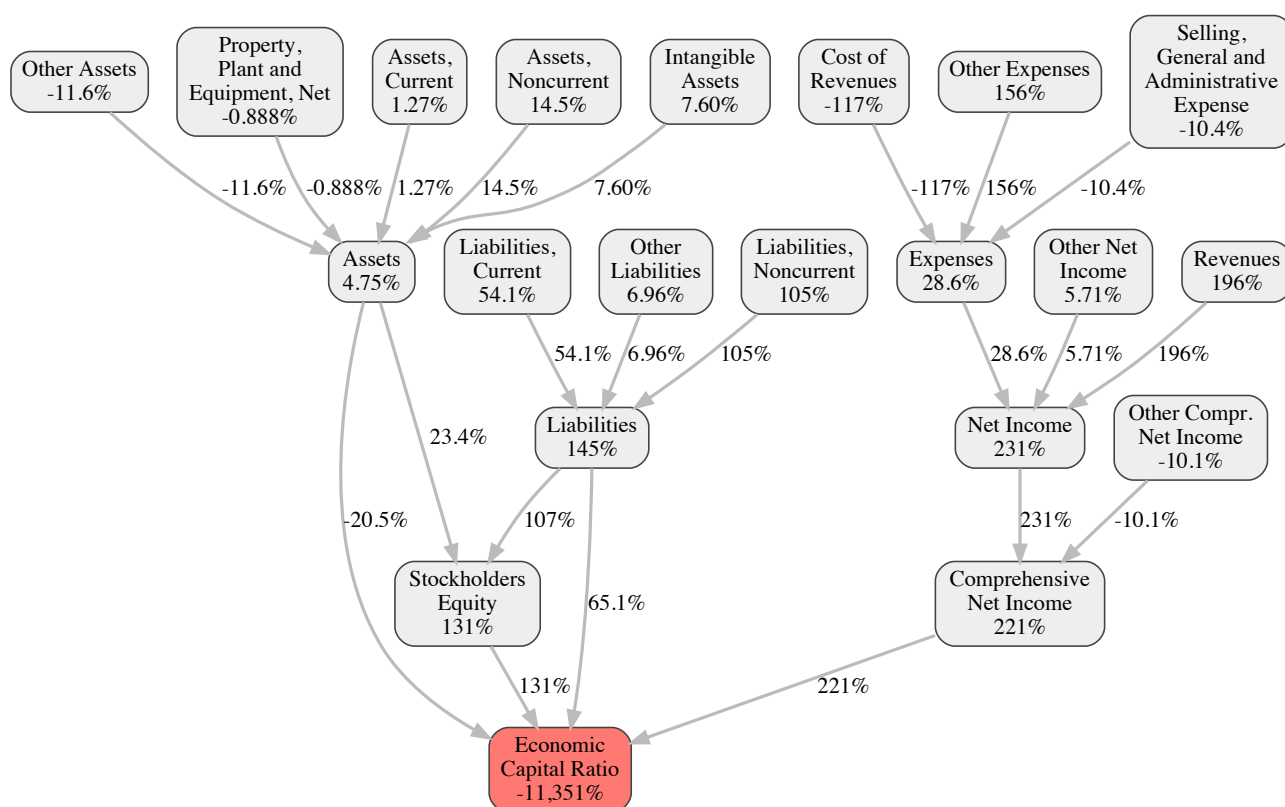 Other Assets
-11.6%
Property,
Plant and
Equipment, Net
-0.888%
Assets,
Current
1.27%
Assets,
Noncurrent
14.5%
Intangible
Assets
7.60%
Cost of
Revenues
-117%
Other Expenses
156%
Selling,
General and
Administrative
Expense
-10.4%
-11.6%
-0.888%
1.27%
14.5%
7.60%
-117%
156%
-10.4%
Assets
4.75%
Liabilities,
Current
54.1%
Other
Liabilities
6.96%
Liabilities,
Noncurrent
105%
Expenses
28.6%
Other Net
Income
5.71%
Revenues
196%
54.1%
6.96%
105%
28.6%
5.71%
196%
23.4%
Liabilities
145%
Net Income
231%
Other Compr.
Net Income
-10.1%
-20.5%
107%
231%
-10.1%
Stockholders
Equity
131%
65.1%
Comprehensive
Net Income
221%
131%
221%
Economic
Capital Ratio
-11,351%